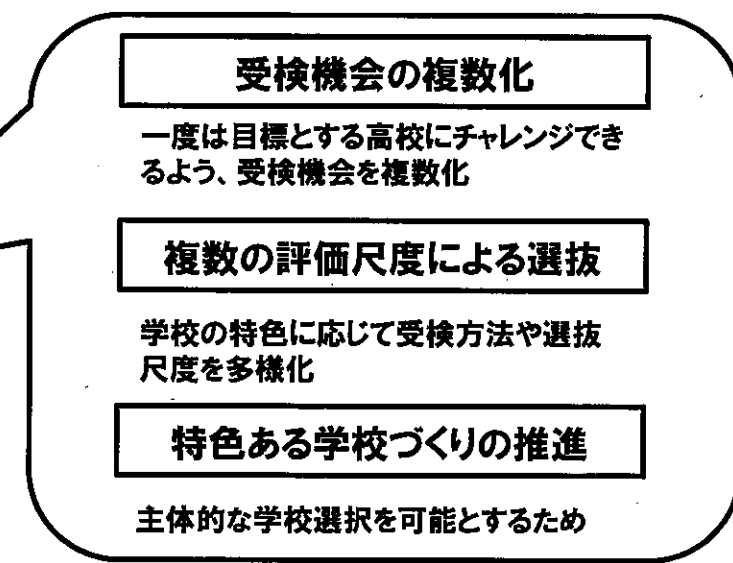 受検機会の複数化
一度は目標とする高校にチャレンジでき
るよう、受検機会を複数化
複数の評価尺度による選抜
学校の特色に応じて受検方法や選抜
尺度を多様化
特色ある学校づくりの推進
主体的な学校選択を可能とするため